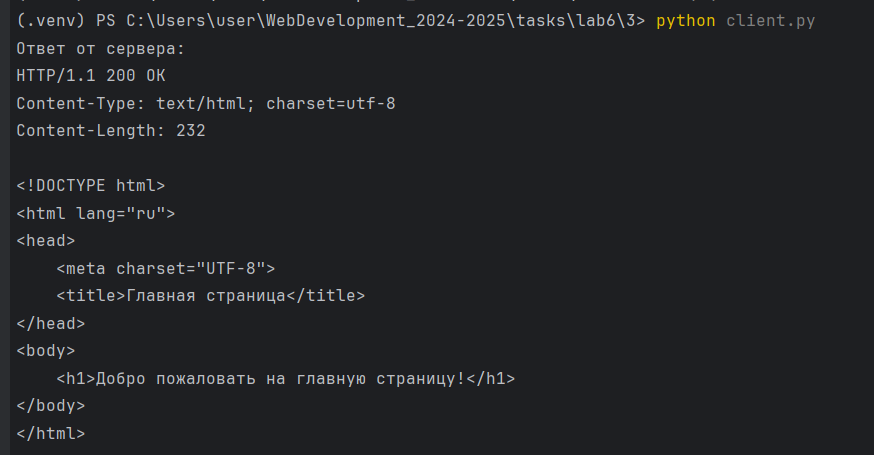 (.venv) PS C:\Users\user\WebDevelopment_2024-2025\tasks\lab6\3> python client.py
Ответ от сервера:
HTTP/1.1 200 OK
Content-Type: text/html; charset=utf-8
Content-Length: 232

<!DOCTYPE html>
<html lang="ru">
<head>
    <meta charset="UTF-8">
    <title>Главная страница</title>
</head>
<body>
    <h1>Добро пожаловать на главную страницу!</h1>
</body>
</html>